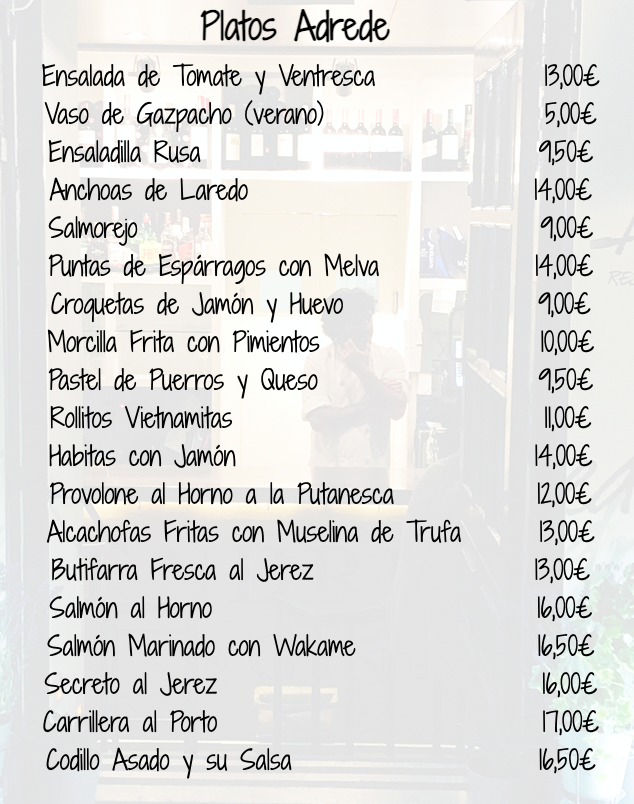 Platos Adrede
Ensalada de Tomate y Ventresca 13,00€
Vaso de Gazpacho (verano) 5,00€
Ensaladilla Rusa 9,50€
Anchoas de Laredo 14,00€
Salmorejo 9,00€
Puntas de Espárragos con Melva 14,00€
Croquetas de Jamón y Huevo 9,00€
Morcilla Frita con Pimientos 10,00€
Pastel de Puerros y Queso 9,50€
Rollitos Vietnamitas 11,00€
Habitas con Jamón 14,00€
Provolone al Horno a la Putanesca 12,00€
Alcachofas Fritas con Muselina de Trufa 13,00€
Butifarra Fresca al Jerez 13,00€
Salmón al Horno 16,00€
Salmón Marinado con Wakame 16,50€
Secreto al Jerez 16,00€
Carrillera al Porto 17,00€
Codillo Asado y su Salsa 16,50€